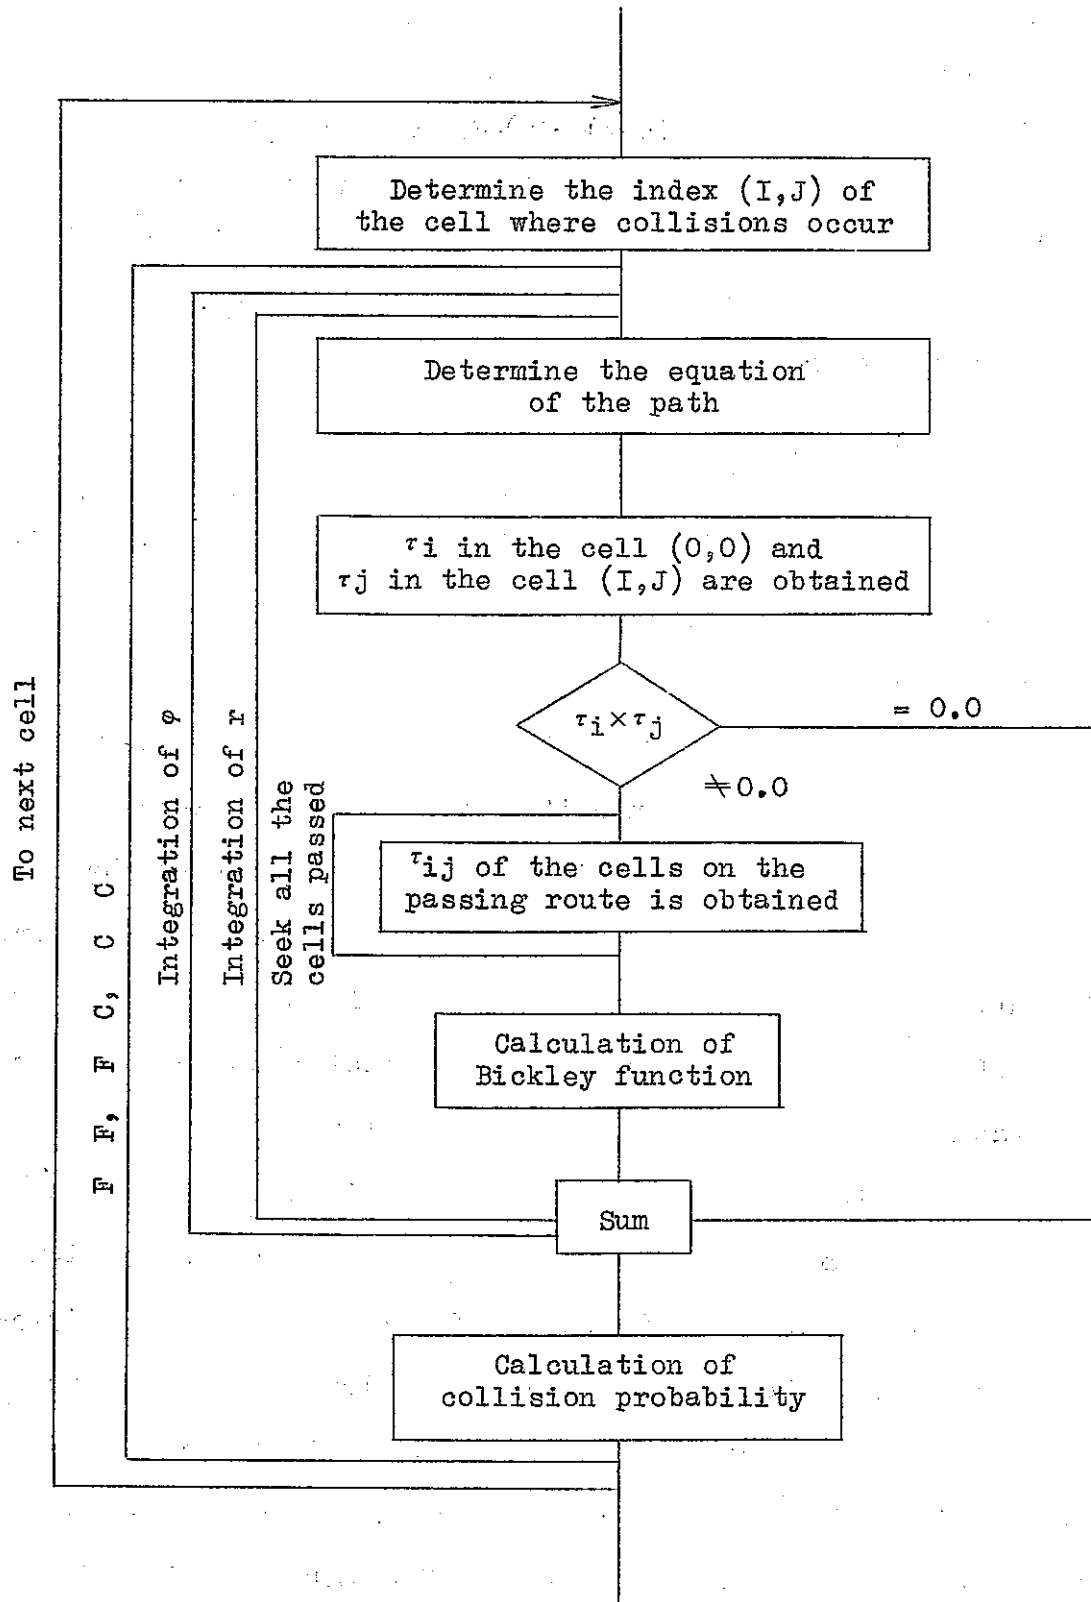 Determine the index (I,J) of
the cell where collisions occur
Determine the equation
of the path
τi in the cell (0,0) and
τj in the cell (I,J) are obtained
τi×τj
= 0.0
≠0.0
τij of the cells on the
passing route is obtained
Calculation of
Bickley function
Sum
Calculation of
collision probability
To next cell
F F, F C, C C
Integration of φ
Integration of r
Seek all the
cells passed